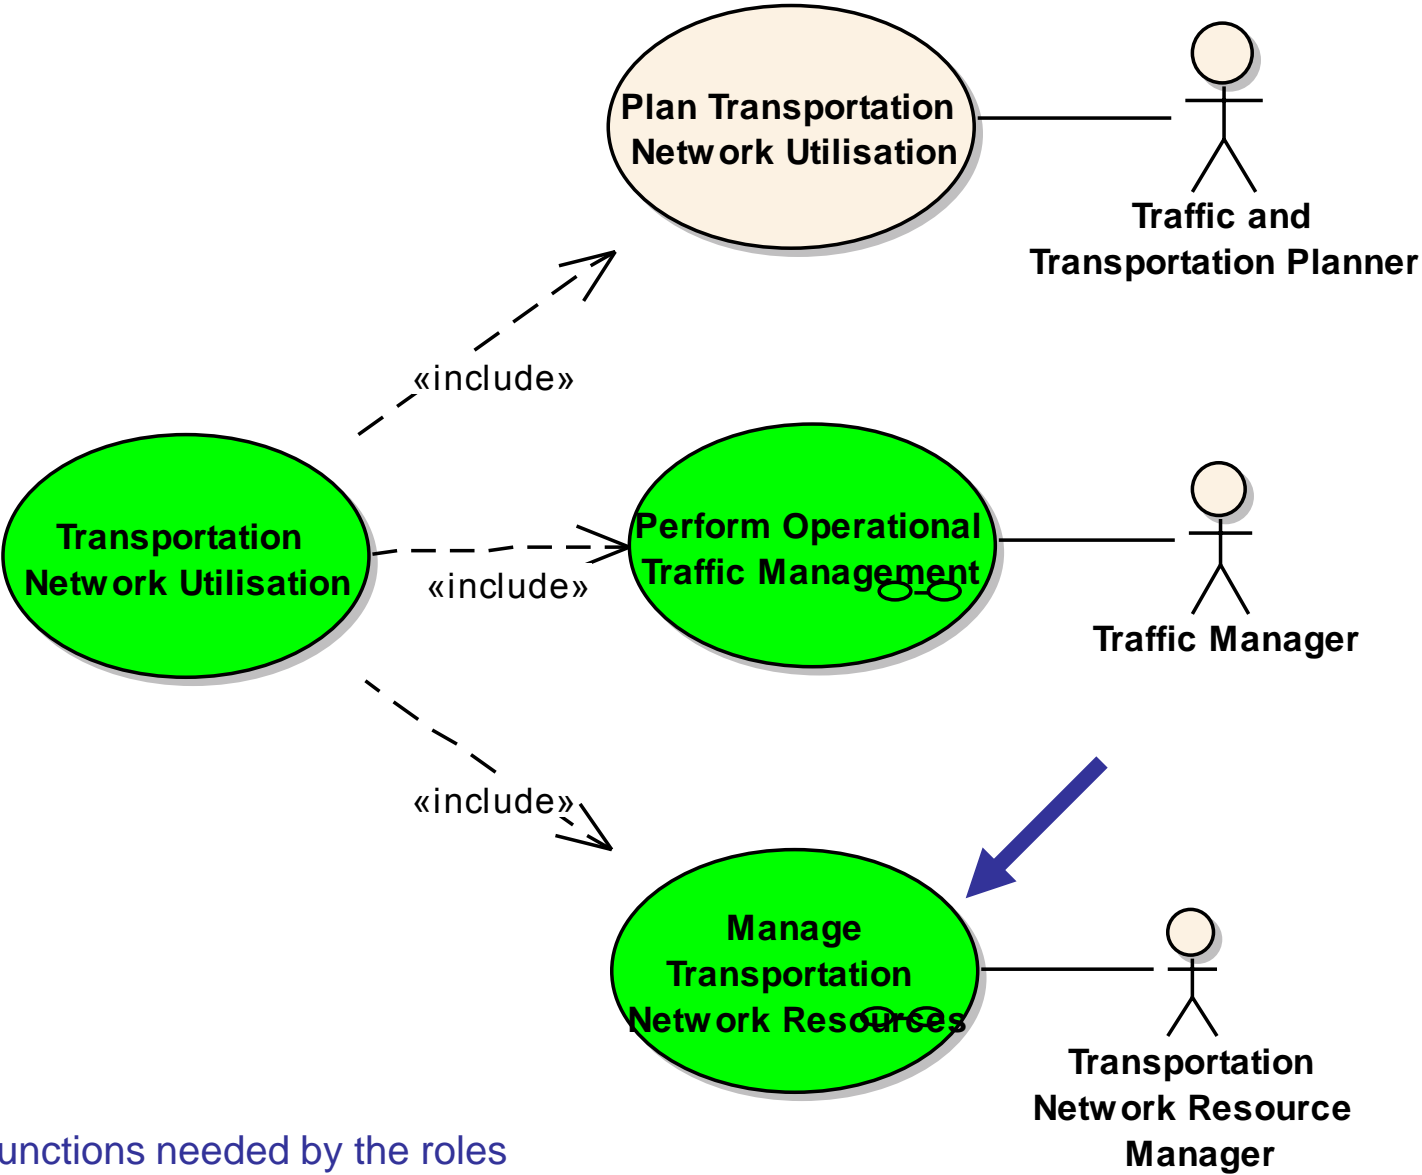 Plan Transportation
Network Utilisation
Traffic and
Transportation Planner
«include»
Transportation
Network Utilisation
«include»
Perform Operational
Traffic Management
Traffic Manager
«include»
Manage
Transportation
Network Resources
Transportation
Network Resource
Manager
unctions needed by the roles